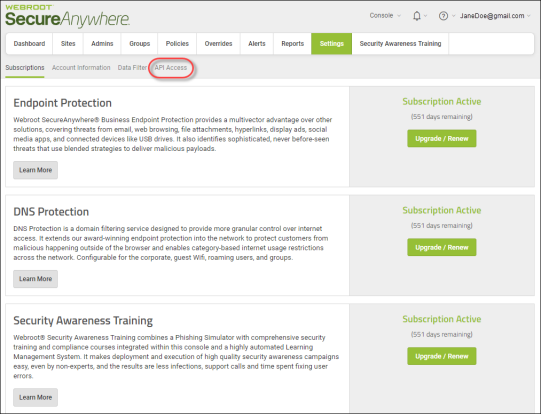 WEBROOT
SecureAnywhere.
Console
JaneDoe@gmail.com
Dashboard Sites Admins Groups Policies Overrides Alerts Reports Settings Security Awareness Training
Subscriptions Account Information Data Filter API Access
Endpoint Protection
Webroot SecureAnywhere® Business Endpoint Protection provides a multivector advantage over other
solutions, covering threats from email, web browsing, file attachments, hyperlinks, display ads, social
media apps, and connected devices like USB drives. It also identifies sophisticated, never before-seen
threats that use blended strategies to deliver malicious payloads.
Learn More
Subscription Active
(551 days remaining)
Upgrade / Renew
DNS Protection
DNS Protection is a domain filtering service designed to provide more granular control over internet
access. It extends our award-winning endpoint protection into the network to protect customers from
malicious happening outside of the browser and enables category-based internet usage restrictions
across the network. Configurable for the corporate, guest Wifi, roaming users, and groups.
Learn More
Subscription Active
(551 days remaining)
Upgrade / Renew
Security Awareness Training
Webroot® Security Awareness Training combines a Phishing Simulator with comprehensive security
training and compliance courses integrated within this console and a highly automated Learning
Management System. It makes deployment and execution of high quality security awareness campaigns
easy, even by non-experts, and the results are less infections, support calls and time spent fixing user
errors.
Learn More
Subscription Active
(551 days remaining)
Upgrade / Renew